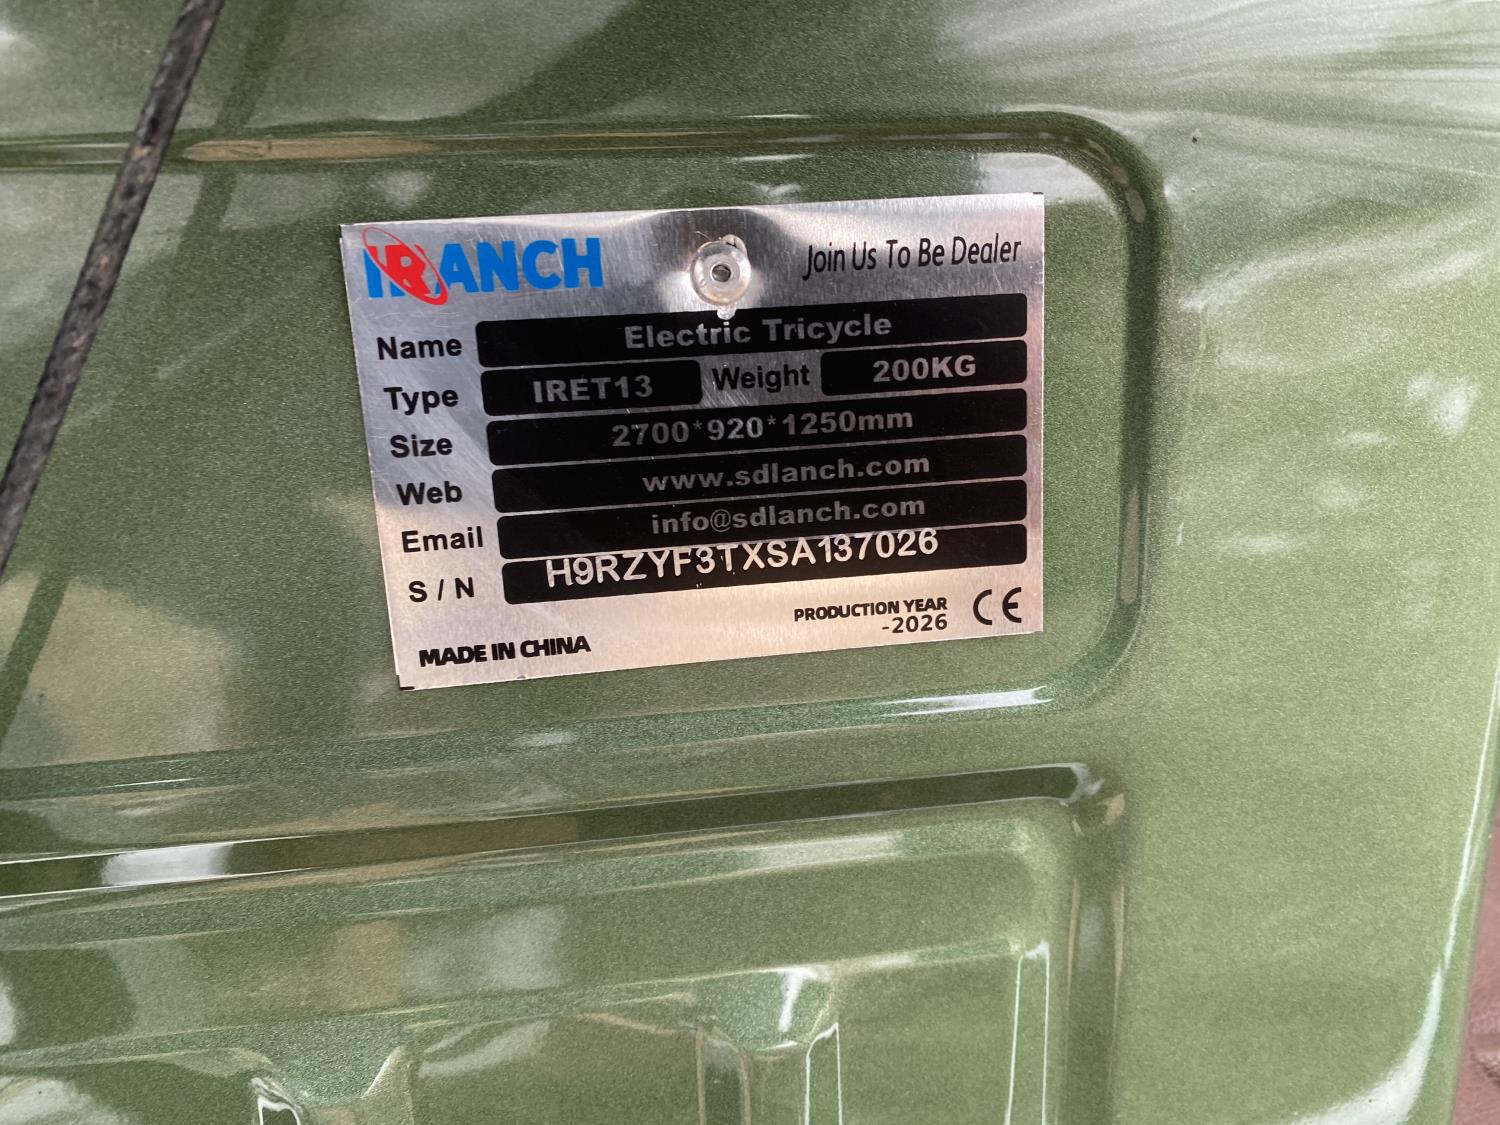 IRANCH Join Us To Be Dealer
Name Electric Tricycle
Type IRET13 Weight 200KG
Size 2700*920*1250mm
Web www.sdlanch.com
Email info@sdlanch.com
S / N H9RZYF3TXSA137026
PRODUCTION YEAR CE
-2026
MADE IN CHINA